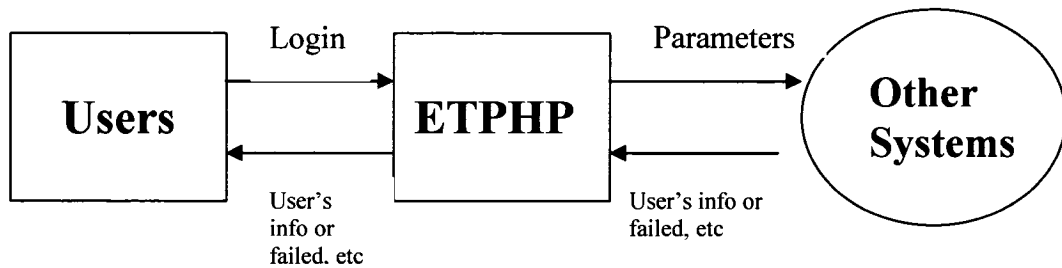 Login
Parameters
Users
ETPHP
Other
Systems
User's
info or
failed, etc
User's info or
failed, etc